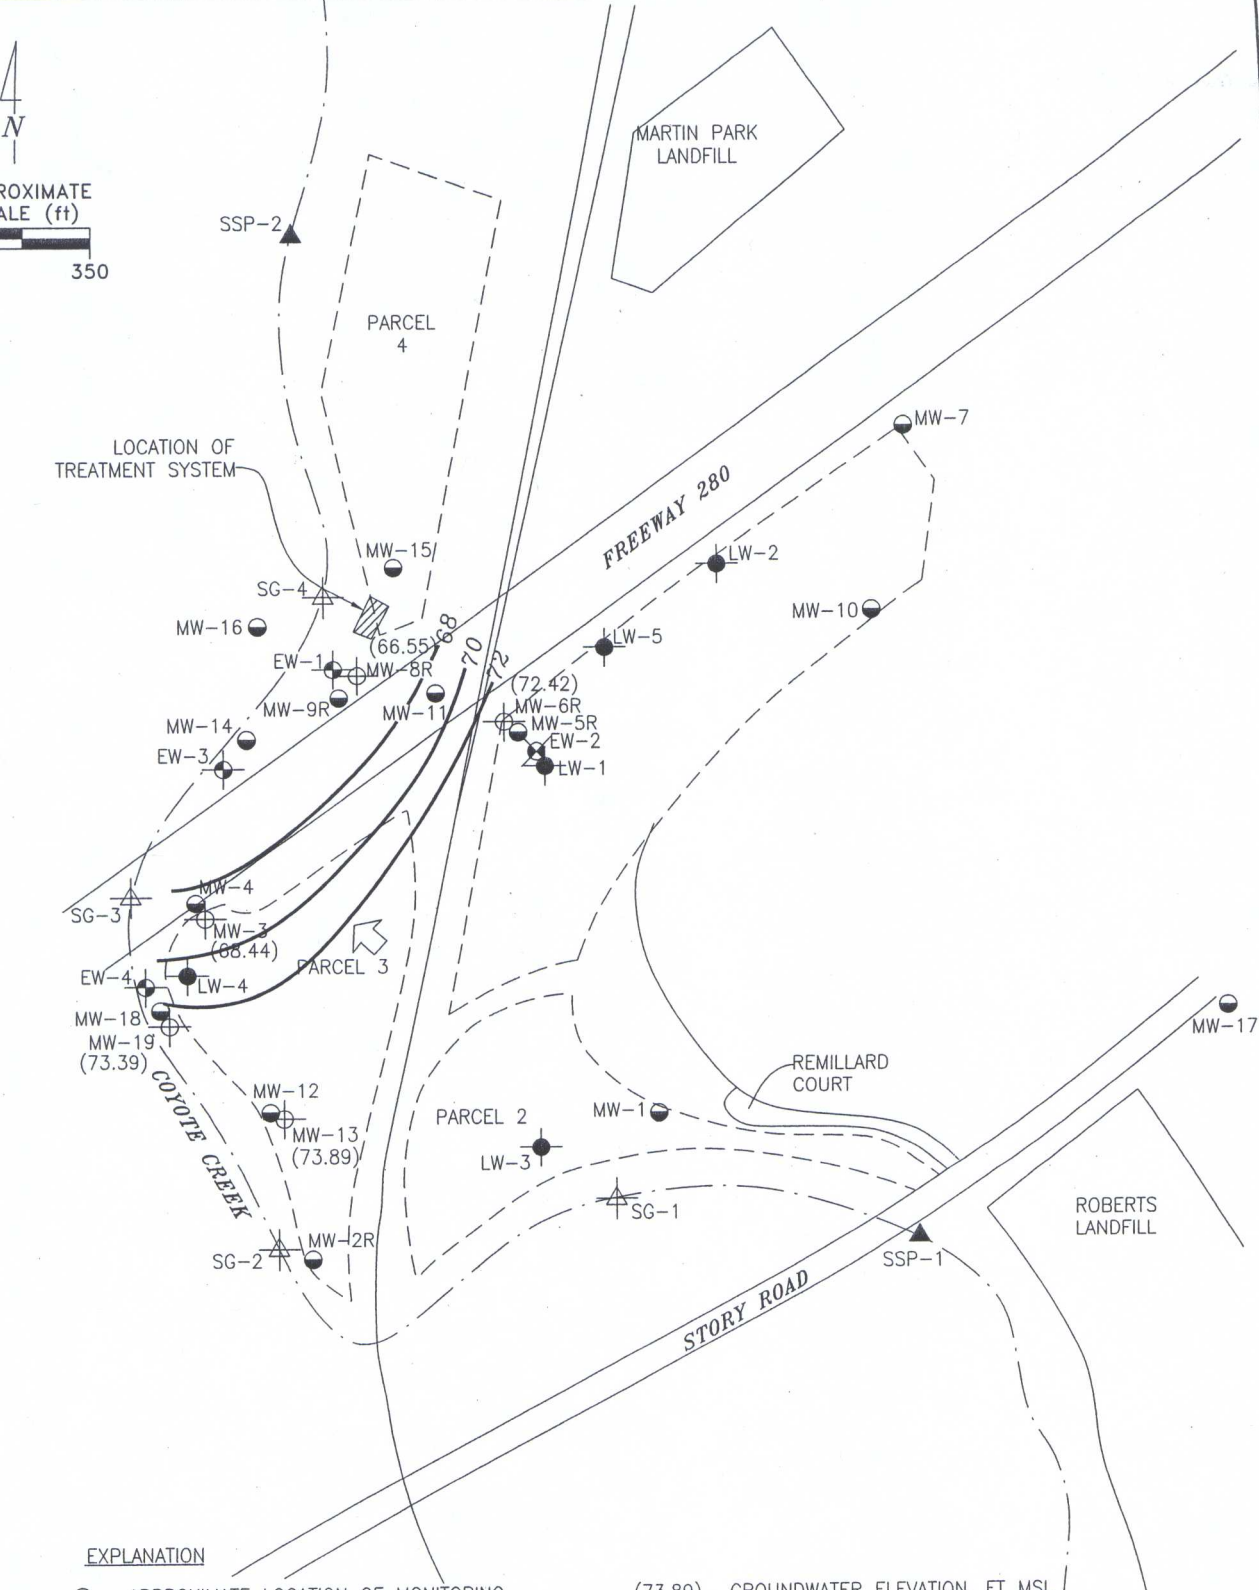 N
ROXIMATE
ALE (ft)
350
MARTIN PARK
LANDFILL
SSP-2
PARCEL
4
LOCATION OF
TREATMENT SYSTEM
MW-7
FREEWAY 280
MW-15
SG-4
LW-2
MW-10
MW-16
(66.55)
68
70
72
LW-5
EW-1
MW-8R
MW-9R
MW-11
(72.42)
MW-6R
MW-5R
EW-2
LW-1
MW-14
EW-3
MW-4
SG-3
MW-3
(68.44)
PARCEL 3
EW-4
LW-4
MW-18
MW-19
(73.39)
MW-17
COYOTE CREEK
REMILLARD
COURT
MW-12
MW-13
(73.89)
PARCEL 2
MW-1
LW-3
SG-1
ROBERTS
LANDFILL
SSP-1
SG-2
MW-2R
STORY ROAD
EXPLANATION
APPROXIMATE LOCATION OF MONITORING
(73.89) GROUNDWATER ELEVATION, FT MSL